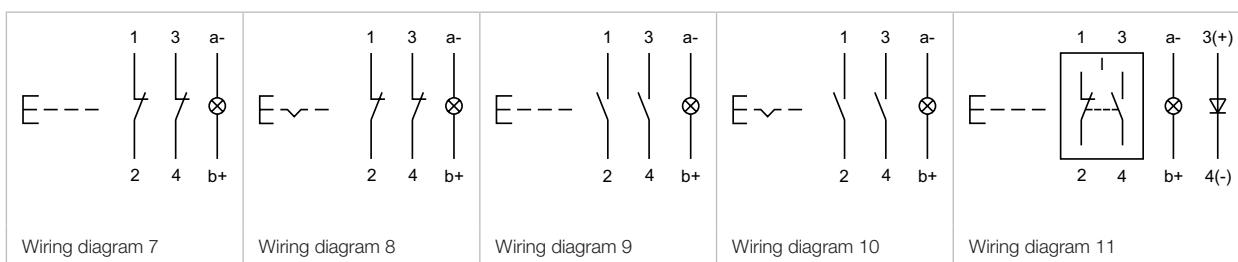 1 3 a-
2 4 b+
Wiring diagram 7
1 3 a-
2 4 b+
Wiring diagram 8
1 3 a-
2 4 b+
Wiring diagram 9
1 3 a-
2 4 b+
Wiring diagram 10
1 3 a- 3(+)
2 4 b+ 4(-)
Wiring diagram 11